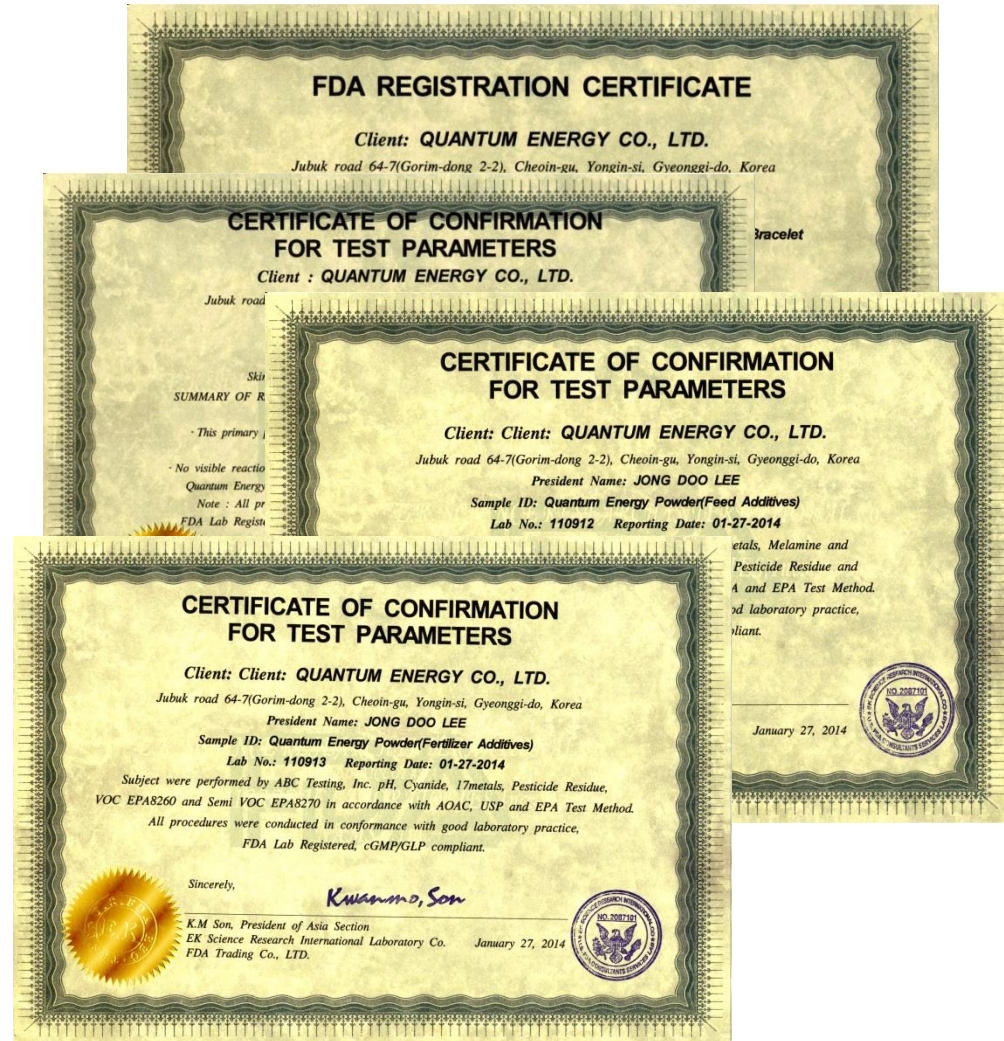 FDA REGISTRATION CERTIFICATE
Client: QUANTUM ENERGY CO., LTD.
Jubuk road 64-7(Gorim-dong 2-2), Cheoin-gu, Yongin-si, Gyeonggi-do, Korea
Bracelet
CERTIFICATE OF CONFIRMATION
FOR TEST PARAMETERS
Client : QUANTUM ENERGY CO., LTD.
Jubuk road
SUMMARY OF R
· This primary
· No visible reactio
Quantum Energy
Note : All pr
FDA Lab Registe
CERTIFICATE OF CONFIRMATION
FOR TEST PARAMETERS
Client: Client: QUANTUM ENERGY CO., LTD.
Jubuk road 64-7(Gorim-dong 2-2), Cheoin-gu, Yongin-si, Gyeonggi-do, Korea
President Name: JONG DOO LEE
Sample ID: Quantum Energy Powder(Feed Additives)
Lab No.: 110912 Reporting Date: 01-27-2014
etals, Melamine and
Pesticide Residue and
A and EPA Test Method.
od laboratory practice,
pliant.
January 27, 2014
NO. 2087101
CERTIFICATE OF CONFIRMATION
FOR TEST PARAMETERS
Client: Client: QUANTUM ENERGY CO., LTD.
Jubuk road 64-7(Gorim-dong 2-2), Cheoin-gu, Yongin-si, Gyeonggi-do, Korea
President Name: JONG DOO LEE
Sample ID: Quantum Energy Powder(Fertilizer Additives)
Lab No.: 110913 Reporting Date: 01-27-2014
Subject were performed by ABC Testing, Inc. pH, Cyanide, 17metals, Pesticide Residue,
VOC EPA8260 and Semi VOC EPA8270 in accordance with AOAC, USP and EPA Test Method.
All procedures were conducted in conformance with good laboratory practice,
FDA Lab Registered, cGMP/GLP compliant.
Sincerely,
Kwanmo, Son
K.M Son, President of Asia Section
EK Science Research International Laboratory Co.
FDA Trading Co., LTD.
January 27, 2014
NO. 2087101